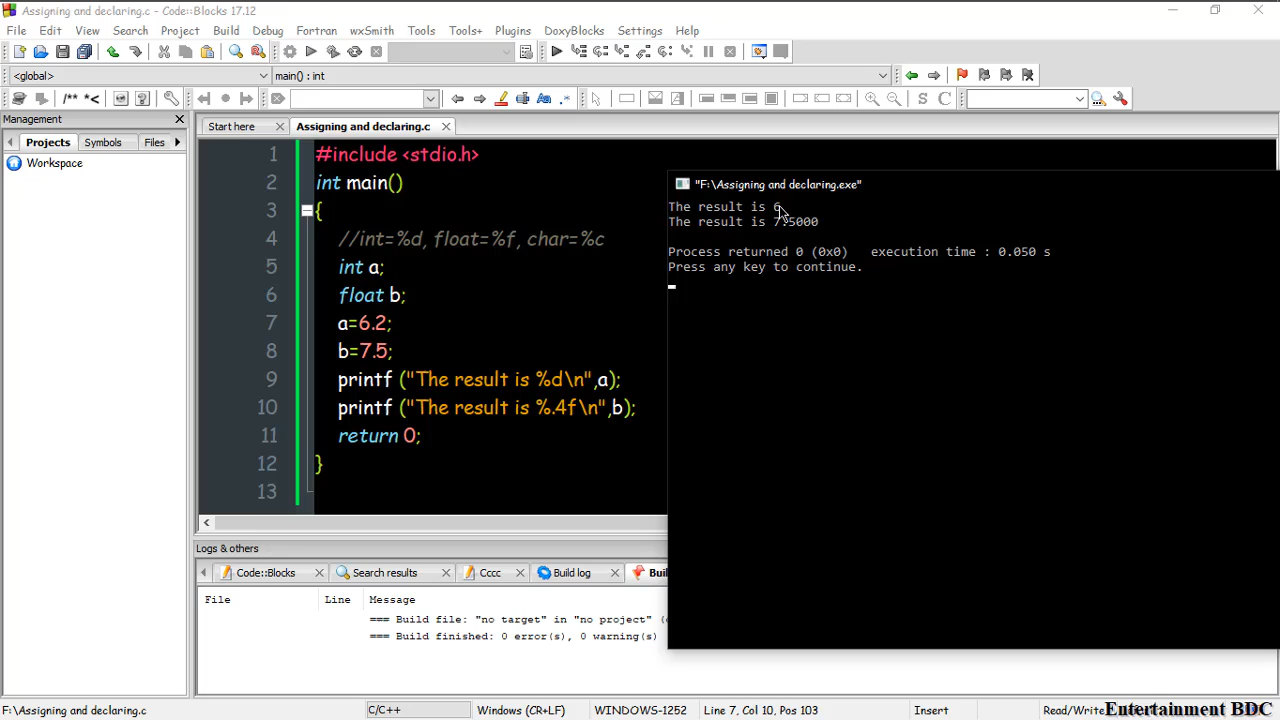 Assigning and declaring.c - Code::Blocks 17.12
File Edit View Search Project Build Debug Fortran wxSmith Tools Tools+ Plugins DoxyBlocks Settings Help
<global> main() : int
/** *<
S C
Management
Projects Symbols Files
Workspace
Start here Assigning and declaring.c
1 #include <stdio.h>
2 int main()
3 {
4 //int=%d, float=%f, char=%c
5 int a;
6 float b;
7 a=6.2;
8 b=7.5;
9 printf ("The result is %d\n",a);
10 printf ("The result is %.4f\n",b);
11 return 0;
12 }
13
"F:\Assigning and declaring.exe"
The result is 6
The result is 7.5000
Process returned 0 (0x0) execution time : 0.050 s
Press any key to continue.
Logs & others
Code::Blocks Search results Cccc Build log Buil
File Line Message
=== Build file: "no target" in "no project" (c
=== Build finished: 0 error(s), 0 warning(s)
F:\Assigning and declaring.c C/C++ Windows (CR+LF) WINDOWS-1252 Line 7, Col 10, Pos 103 Insert Read/Write
Entertainment BDC